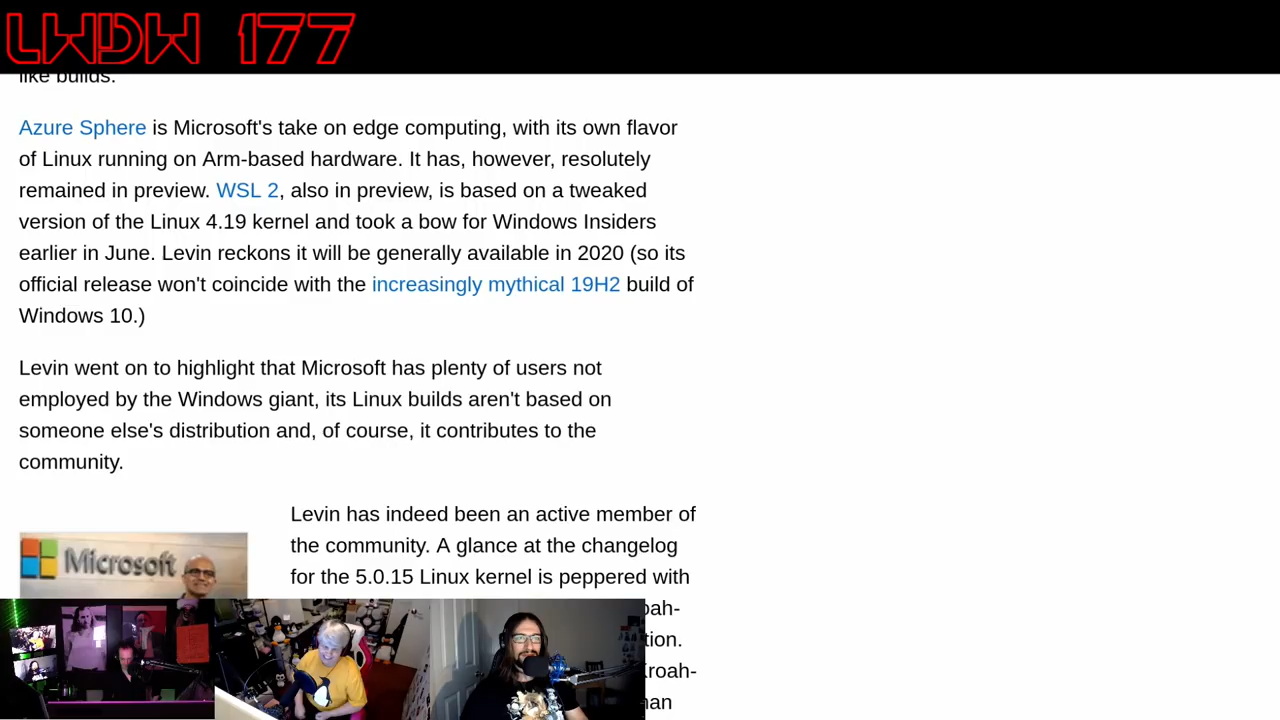 LWDW 177
like builds.
Azure Sphere is Microsoft's take on edge computing, with its own flavor
of Linux running on Arm-based hardware. It has, however, resolutely
remained in preview. WSL 2, also in preview, is based on a tweaked
version of the Linux 4.19 kernel and took a bow for Windows Insiders
earlier in June. Levin reckons it will be generally available in 2020 (so its
official release won't coincide with the increasingly mythical 19H2 build of
Windows 10.)
Levin went on to highlight that Microsoft has plenty of users not
employed by the Windows giant, its Linux builds aren't based on
someone else's distribution and, of course, it contributes to the
community.
Levin has indeed been an active member of
the community. A glance at the changelog
for the 5.0.15 Linux kernel is peppered with
Microsoft